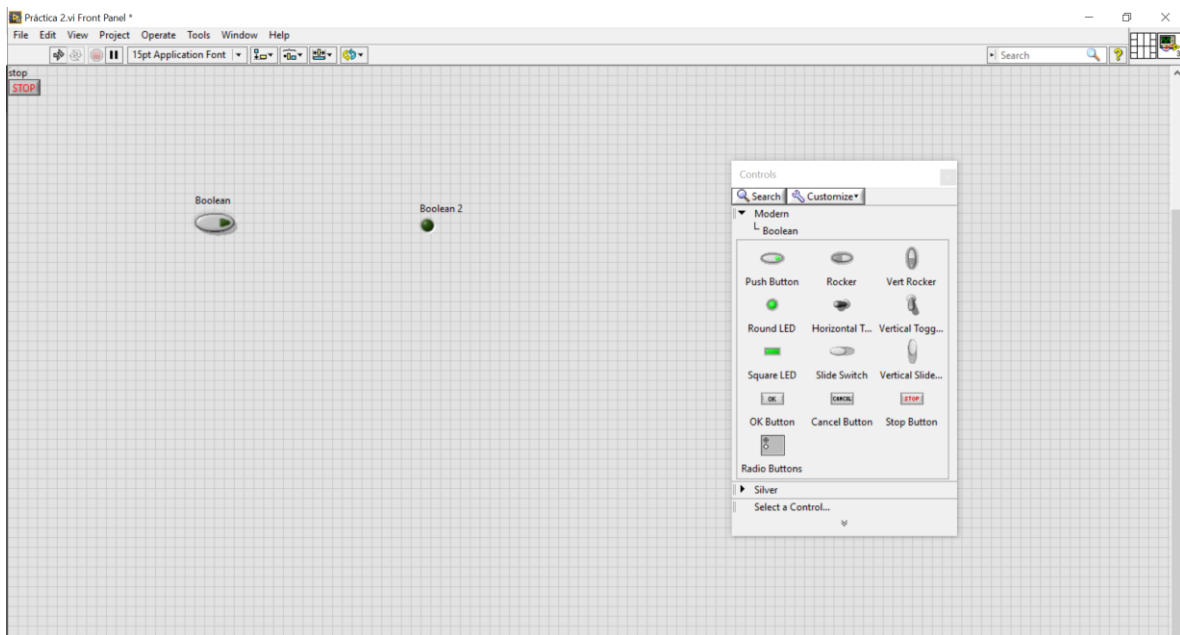 Práctica 2.vi Front Panel *
File Edit View Project Operate Tools Window Help
15pt Application Font
Search
3
stop
STOP
Boolean
Boolean 2
Controls
Search Customize
Modern
Boolean
Push Button Rocker Vert Rocker
Round LED Horizontal T... Vertical Togg...
Square LED Slide Switch Vertical Slide...
OK CANCEL STOP
OK Button Cancel Button Stop Button
Radio Buttons
Silver
Select a Control...